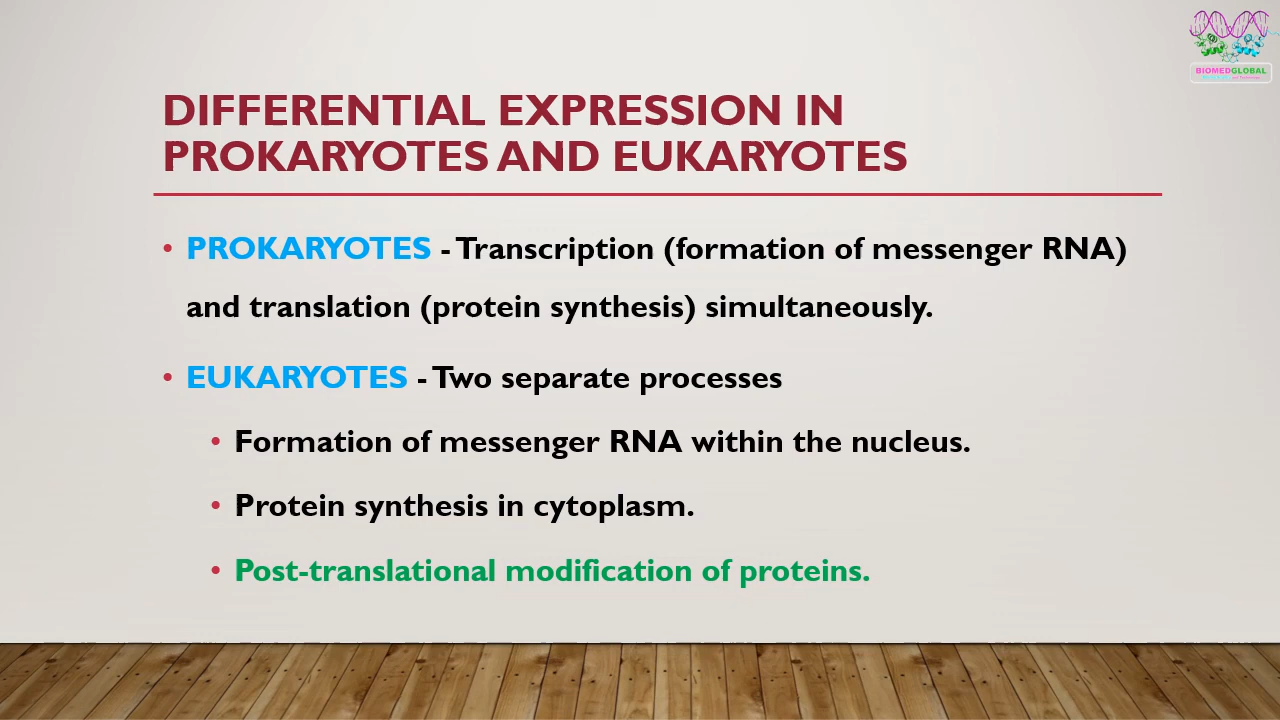 BIOMEDGLOBAL
DIFFERENTIAL EXPRESSION IN
PROKARYOTES AND EUKARYOTES
• PROKARYOTES - Transcription (formation of messenger RNA)
and translation (protein synthesis) simultaneously.
• EUKARYOTES - Two separate processes
• Formation of messenger RNA within the nucleus.
• Protein synthesis in cytoplasm.
• Post-translational modification of proteins.